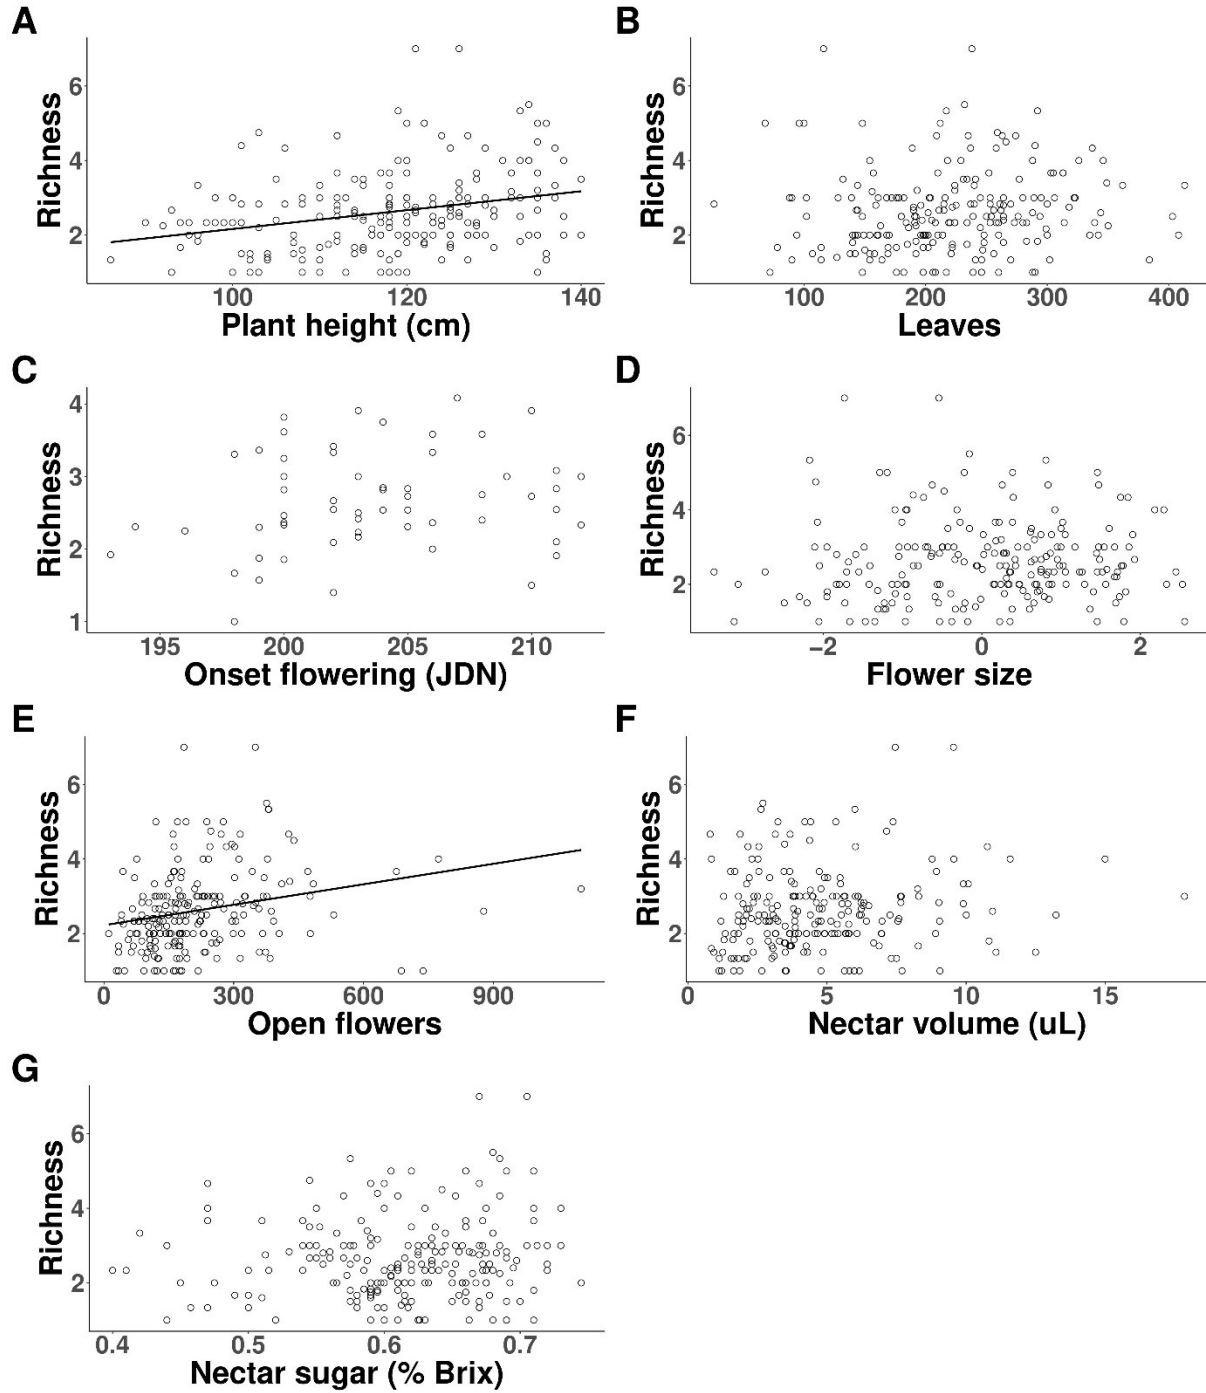 A
B
Richness
6
4
2
100
120
140
Plant height (cm)
Richness
6
4
2
100
200
300
400
Leaves
C
D
Richness
4
3
2
1
195
200
205
210
Onset flowering (JDN)
Richness
6
4
2
−2
0
2
Flower size
E
F
Richness
6
4
2
0
300
600
900
Open flowers
Richness
6
4
2
0
5
10
15
Nectar volume (uL)
G
Richness
6
4
2
0.4
0.5
0.6
0.7
Nectar sugar (% Brix)